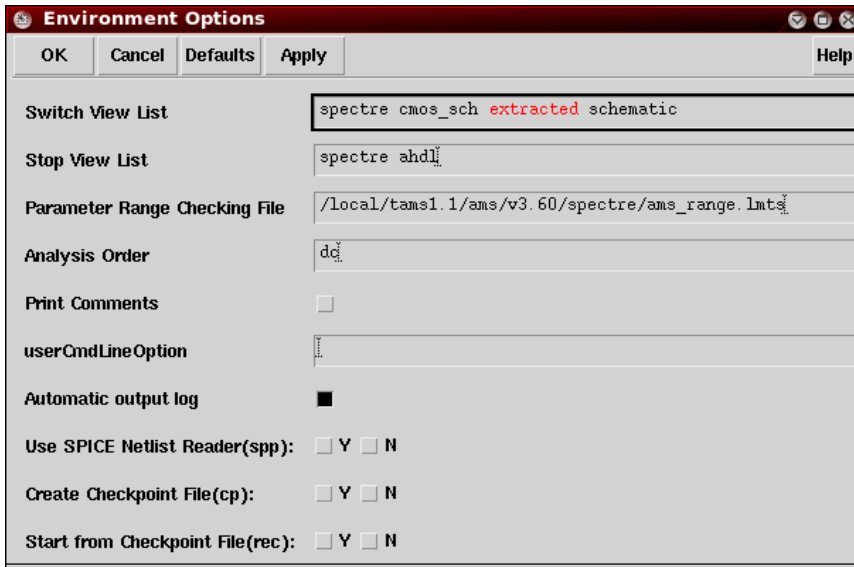 Environment Options
OK Cancel Defaults Apply Help
Switch View List spectre cmos_sch extracted schematic
Stop View List spectre ahdl
Parameter Range Checking File /local/tams1.1/ams/v3.60/spectre/ams_range.lmts
Analysis Order dc
Print Comments
userCmdLineOption
Automatic output log
Use SPICE Netlist Reader(spp): Y N
Create Checkpoint File(cp): Y N
Start from Checkpoint File(rec): Y N